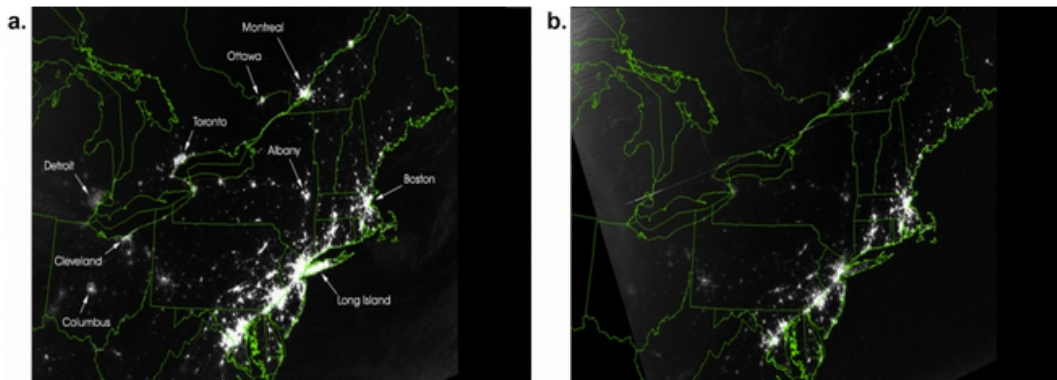 a.
b.
Montreal
Ottawa
Toronto
Albany
Detroit
Boston
Cleveland
Long Island
Columbus